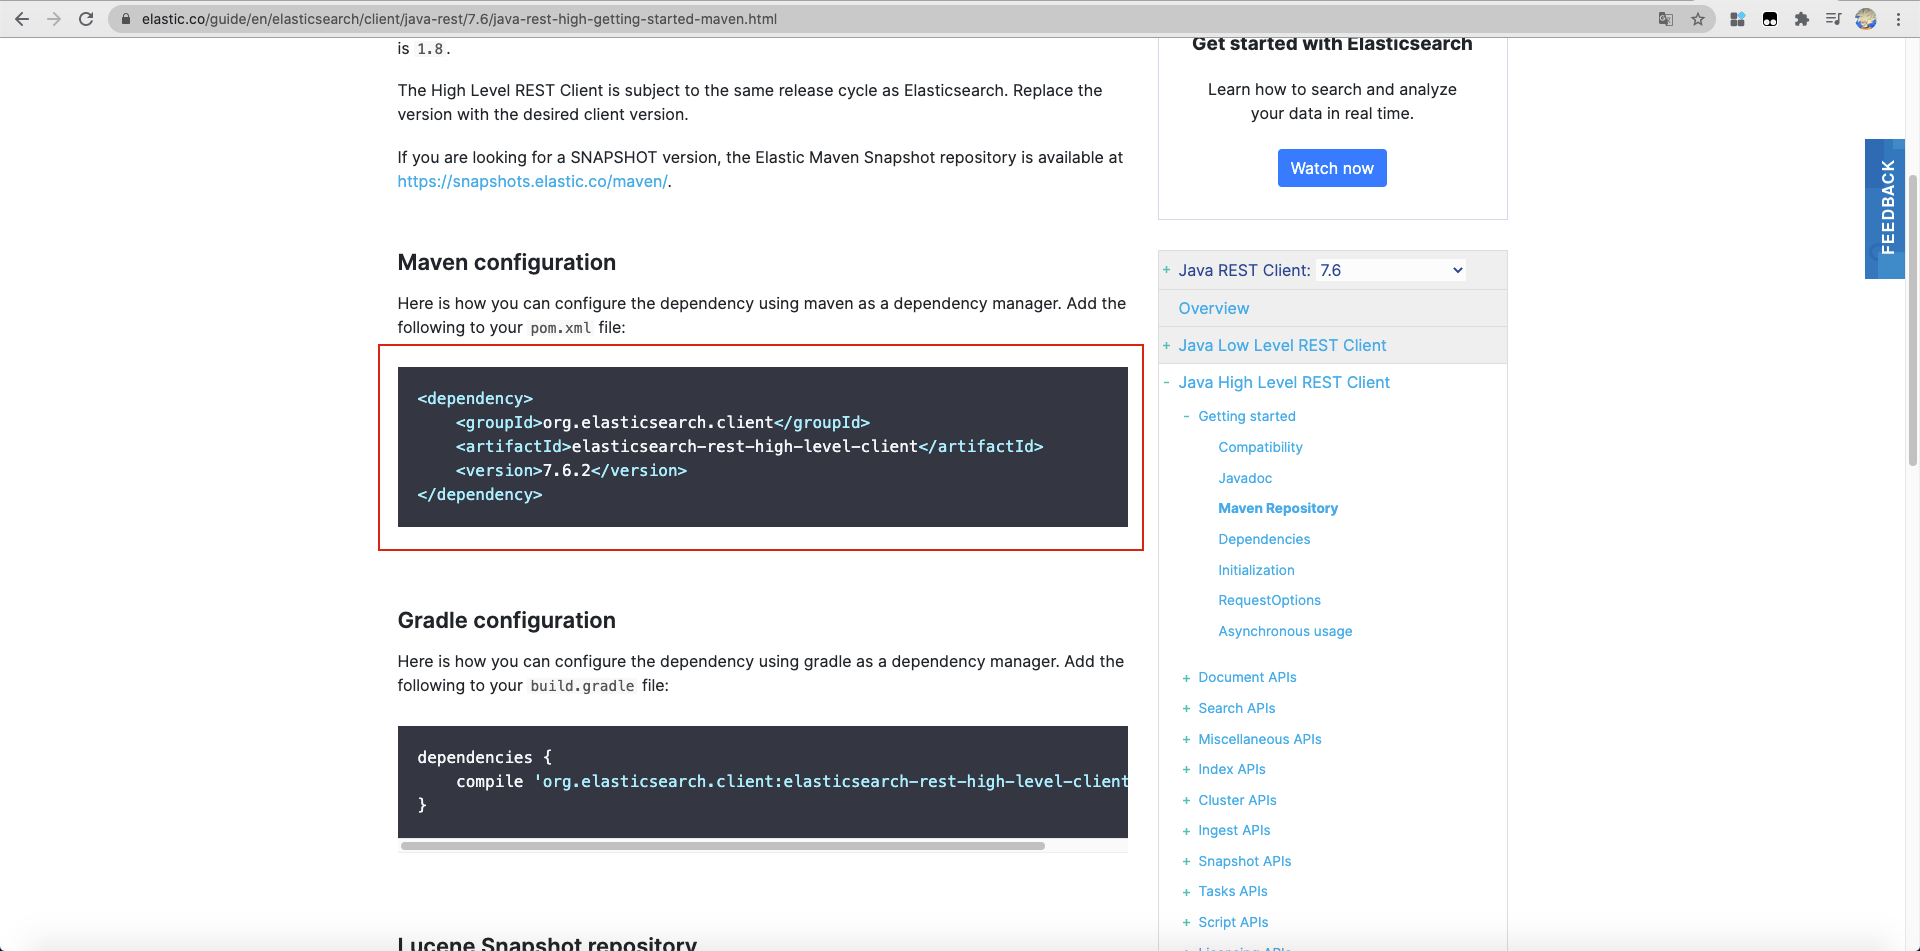 elastic.co/guide/en/elasticsearch/client/java-rest/7.6/java-rest-high-getting-started-maven.html
is 1.8.
The High Level REST Client is subject to the same release cycle as Elasticsearch. Replace the
version with the desired client version.
If you are looking for a SNAPSHOT version, the Elastic Maven Snapshot repository is available at
https://snapshots.elastic.co/maven/.
Maven configuration
Here is how you can configure the dependency using maven as a dependency manager. Add the
following to your pom.xml file:
<dependency>
    <groupId>org.elasticsearch.client</groupId>
    <artifactId>elasticsearch-rest-high-level-client</artifactId>
    <version>7.6.2</version>
</dependency>
Gradle configuration
Here is how you can configure the dependency using gradle as a dependency manager. Add the
following to your build.gradle file:
dependencies {
    compile 'org.elasticsearch.client:elasticsearch-rest-high-level-client
}
Lucene Snapshot repository
Get started with Elasticsearch
Learn how to search and analyze
your data in real time.
Watch now
+ Java REST Client: 7.6
Overview
+ Java Low Level REST Client
- Java High Level REST Client
- Getting started
Compatibility
Javadoc
Maven Repository
Dependencies
Initialization
RequestOptions
Asynchronous usage
+ Document APIs
+ Search APIs
+ Miscellaneous APIs
+ Index APIs
+ Cluster APIs
+ Ingest APIs
+ Snapshot APIs
+ Tasks APIs
+ Script APIs
+ Licensing APIs
FEEDBACK